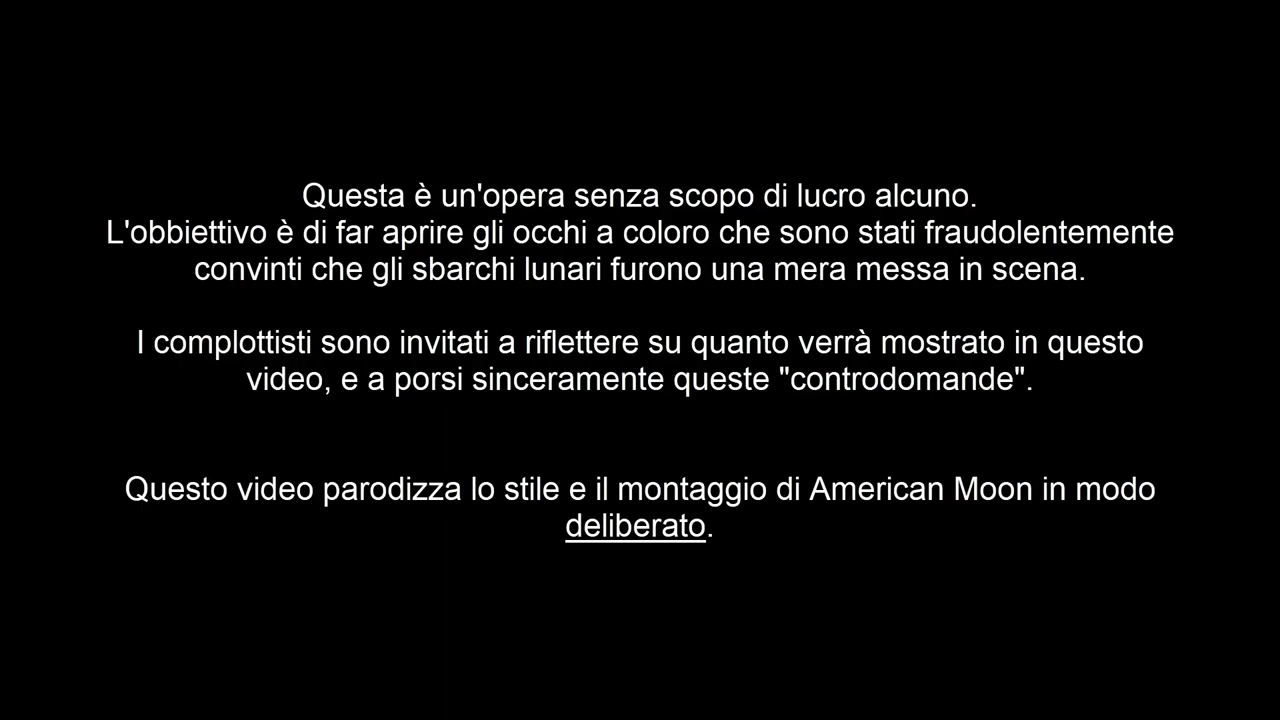 Questa è un'opera senza scopo di lucro alcuno.
L'obbiettivo è di far aprire gli occhi a coloro che sono stati fraudolentemente
convinti che gli sbarchi lunari furono una mera messa in scena.
I complottisti sono invitati a riflettere su quanto verrà mostrato in questo
video, e a porsi sinceramente queste "controdomande".
Questo video parodizza lo stile e il montaggio di American Moon in modo
deliberato.